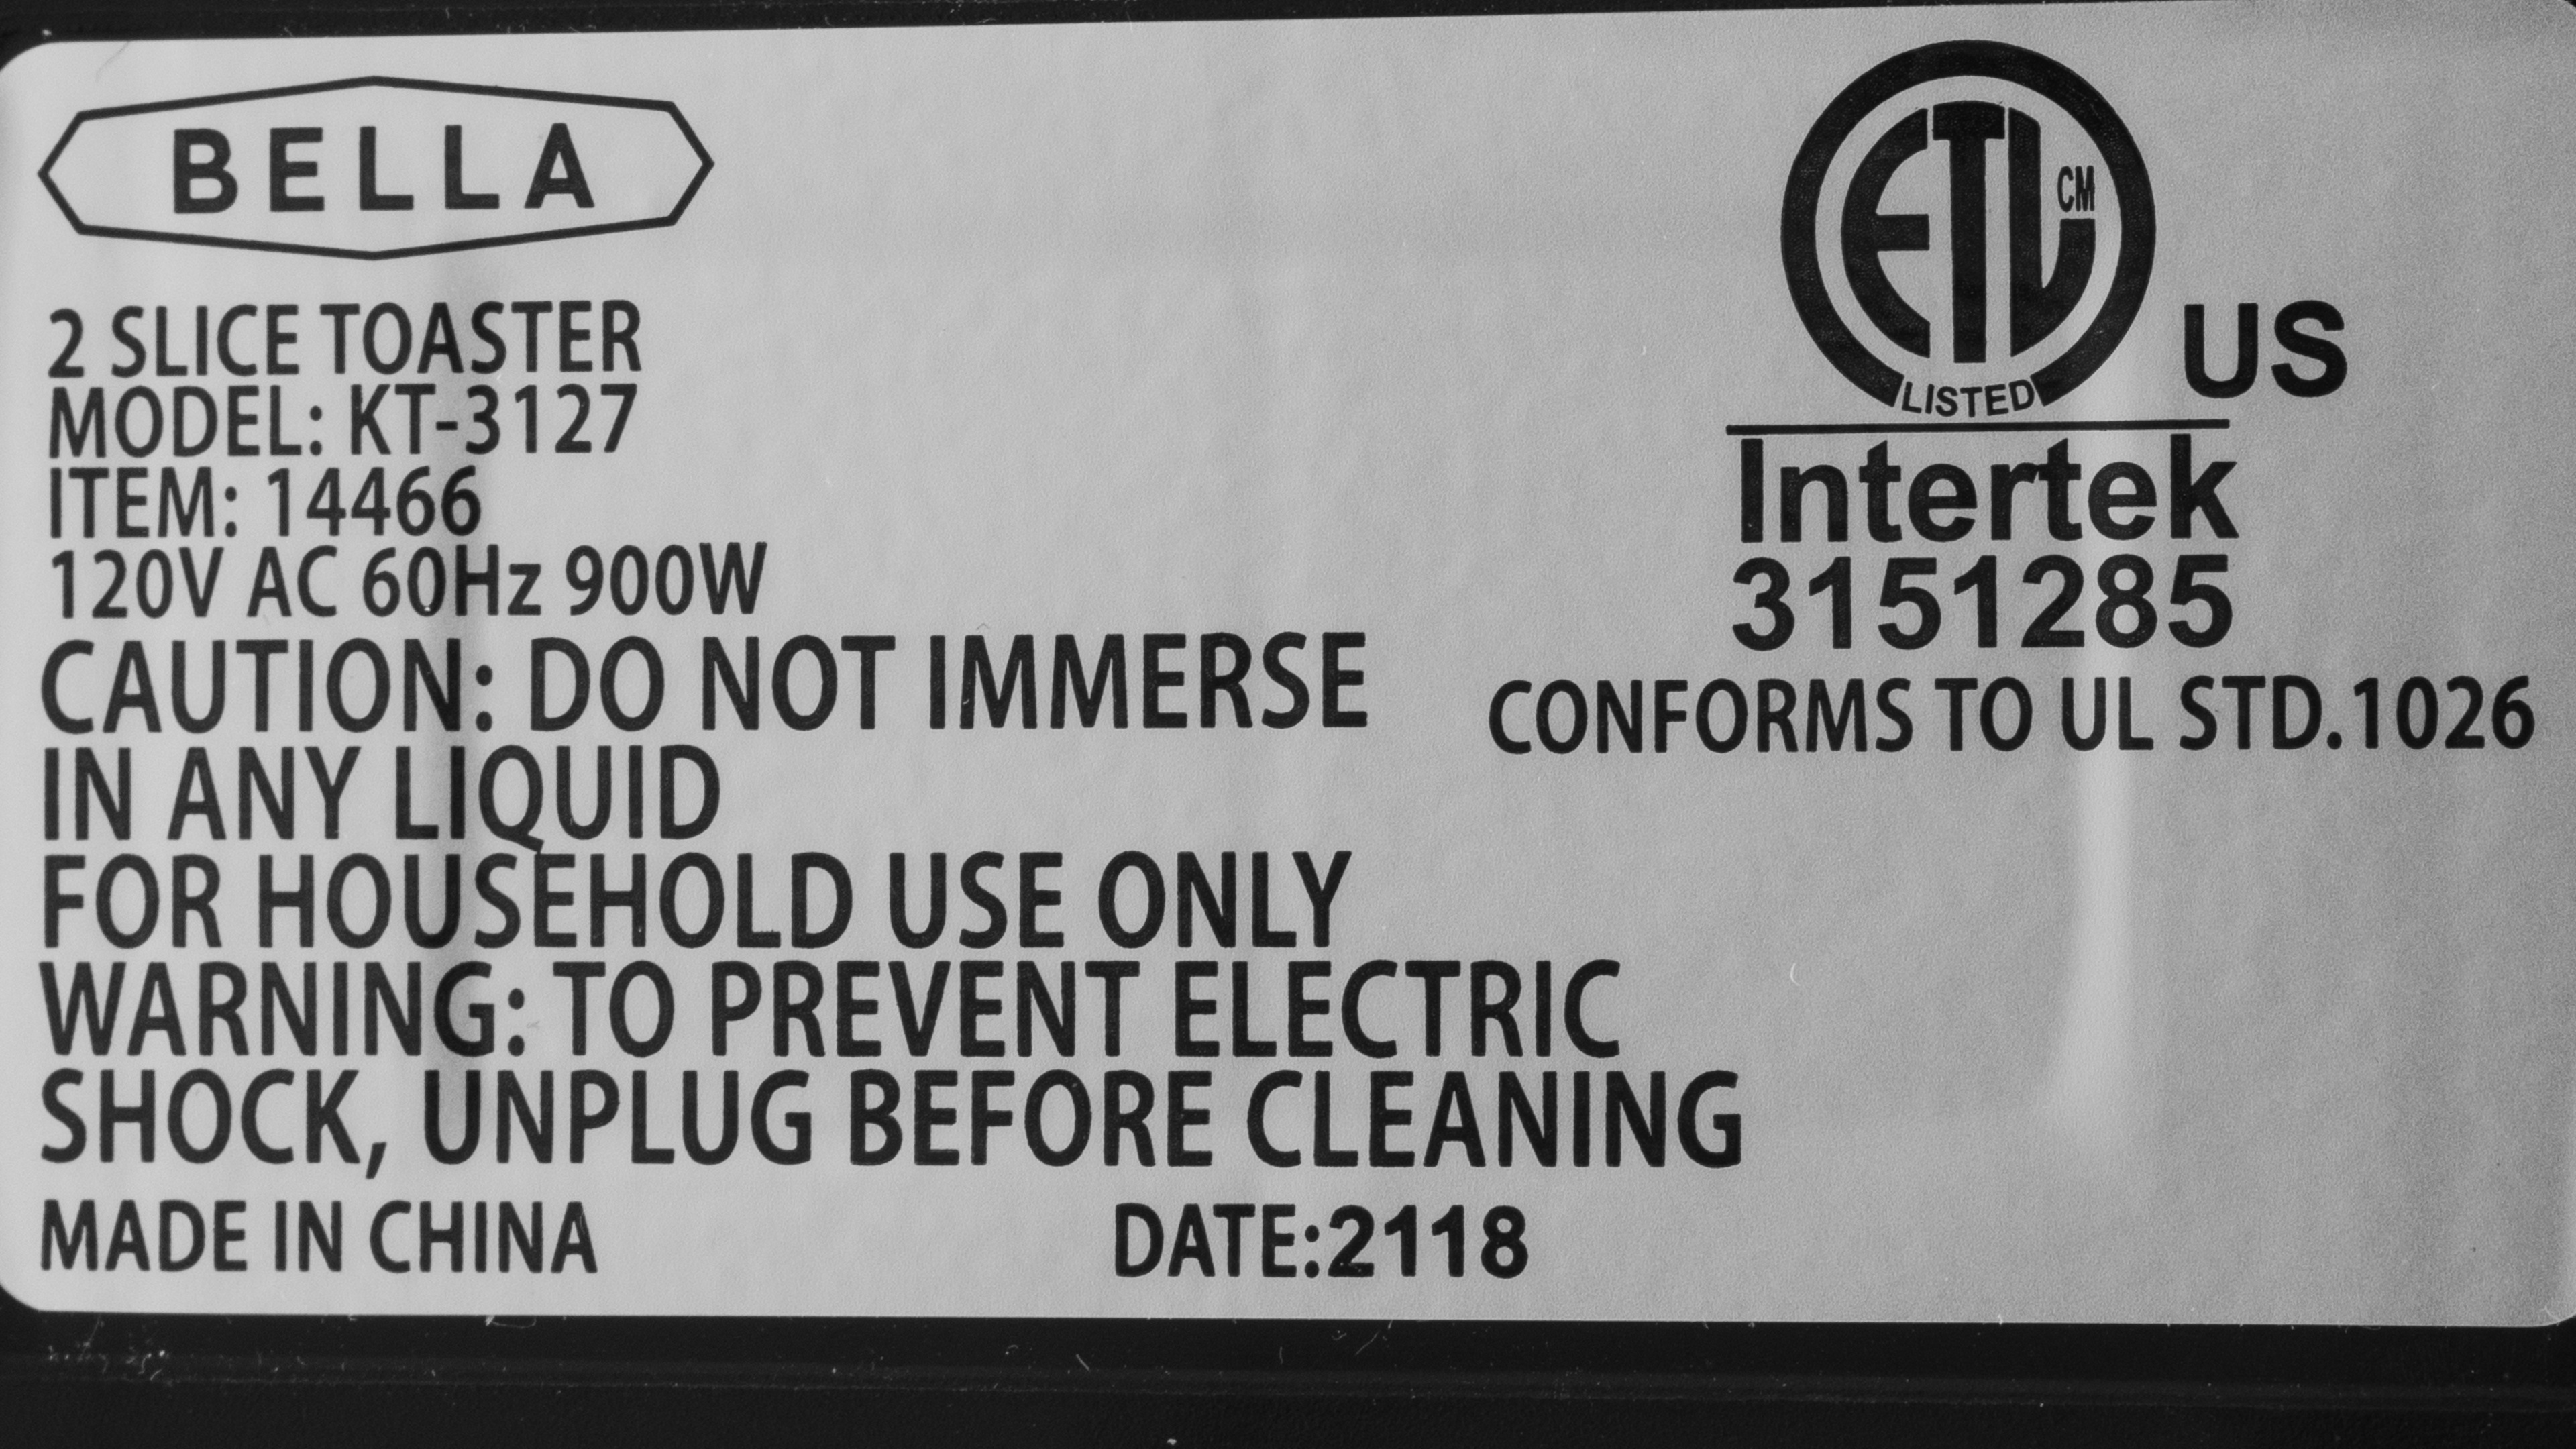 BELLA
2 SLICE TOASTER
MODEL: KT-3127
ITEM: 14466
120V AC 60Hz 900W
CAUTION: DO NOT IMMERSE
IN ANY LIQUID
FOR HOUSEHOLD USE ONLY
WARNING: TO PREVENT ELECTRIC
SHOCK, UNPLUG BEFORE CLEANING
MADE IN CHINA DATE:2118
ETL CM
LISTED
US
Intertek
3151285
CONFORMS TO UL STD.1026